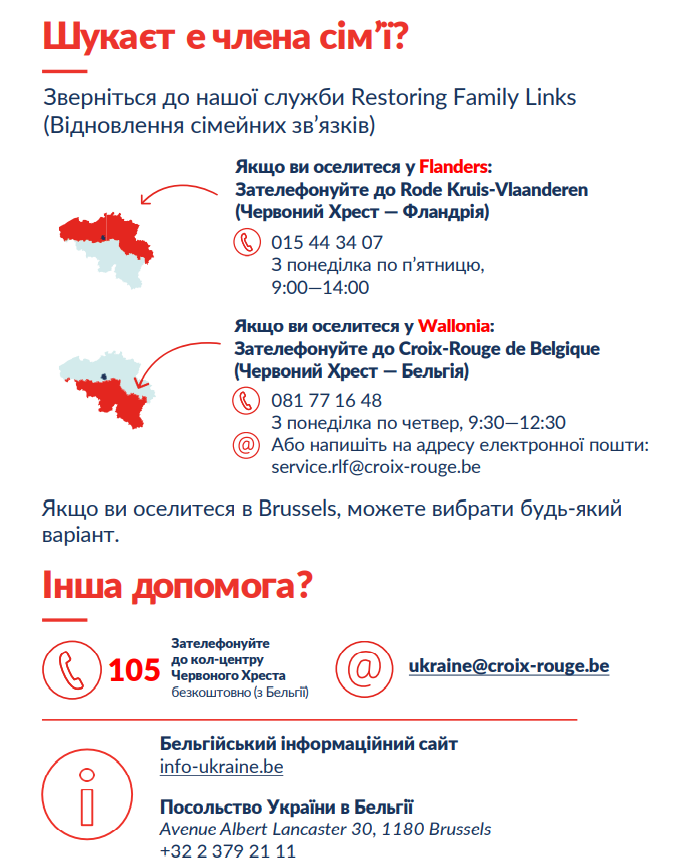 Шукаєт е члена сім’ї?
Зверніться до нашої служби Restoring Family Links
(Відновлення сімейних зв’язків)
Якщо ви оселитеся у Flanders:
Зателефонуйте до Rode Kruis-Vlaanderen
(Червоний Хрест — Фландрія)
015 44 34 07
З понеділка по п’ятницю,
9:00—14:00
Якщо ви оселитеся у Wallonia:
Зателефонуйте до Croix-Rouge de Belgique
(Червоний Хрест — Бельгія)
081 77 16 48
З понеділка по четвер, 9:30—12:30
@ Або напишіть на адресу електронної пошти:
service.rlf@croix-rouge.be
Якщо ви оселитеся в Brussels, можете вибрати будь-який
варіант.
Інша допомога?
105
Зателефонуйте
до кол-центру
Червоного Хреста
безкоштовно (з Бельгії)
@ ukraine@croix-rouge.be
i
Бельгійський інформаційний сайт
info-ukraine.be
Посольство України в Бельгії
Avenue Albert Lancaster 30, 1180 Brussels
+32 2 379 21 11